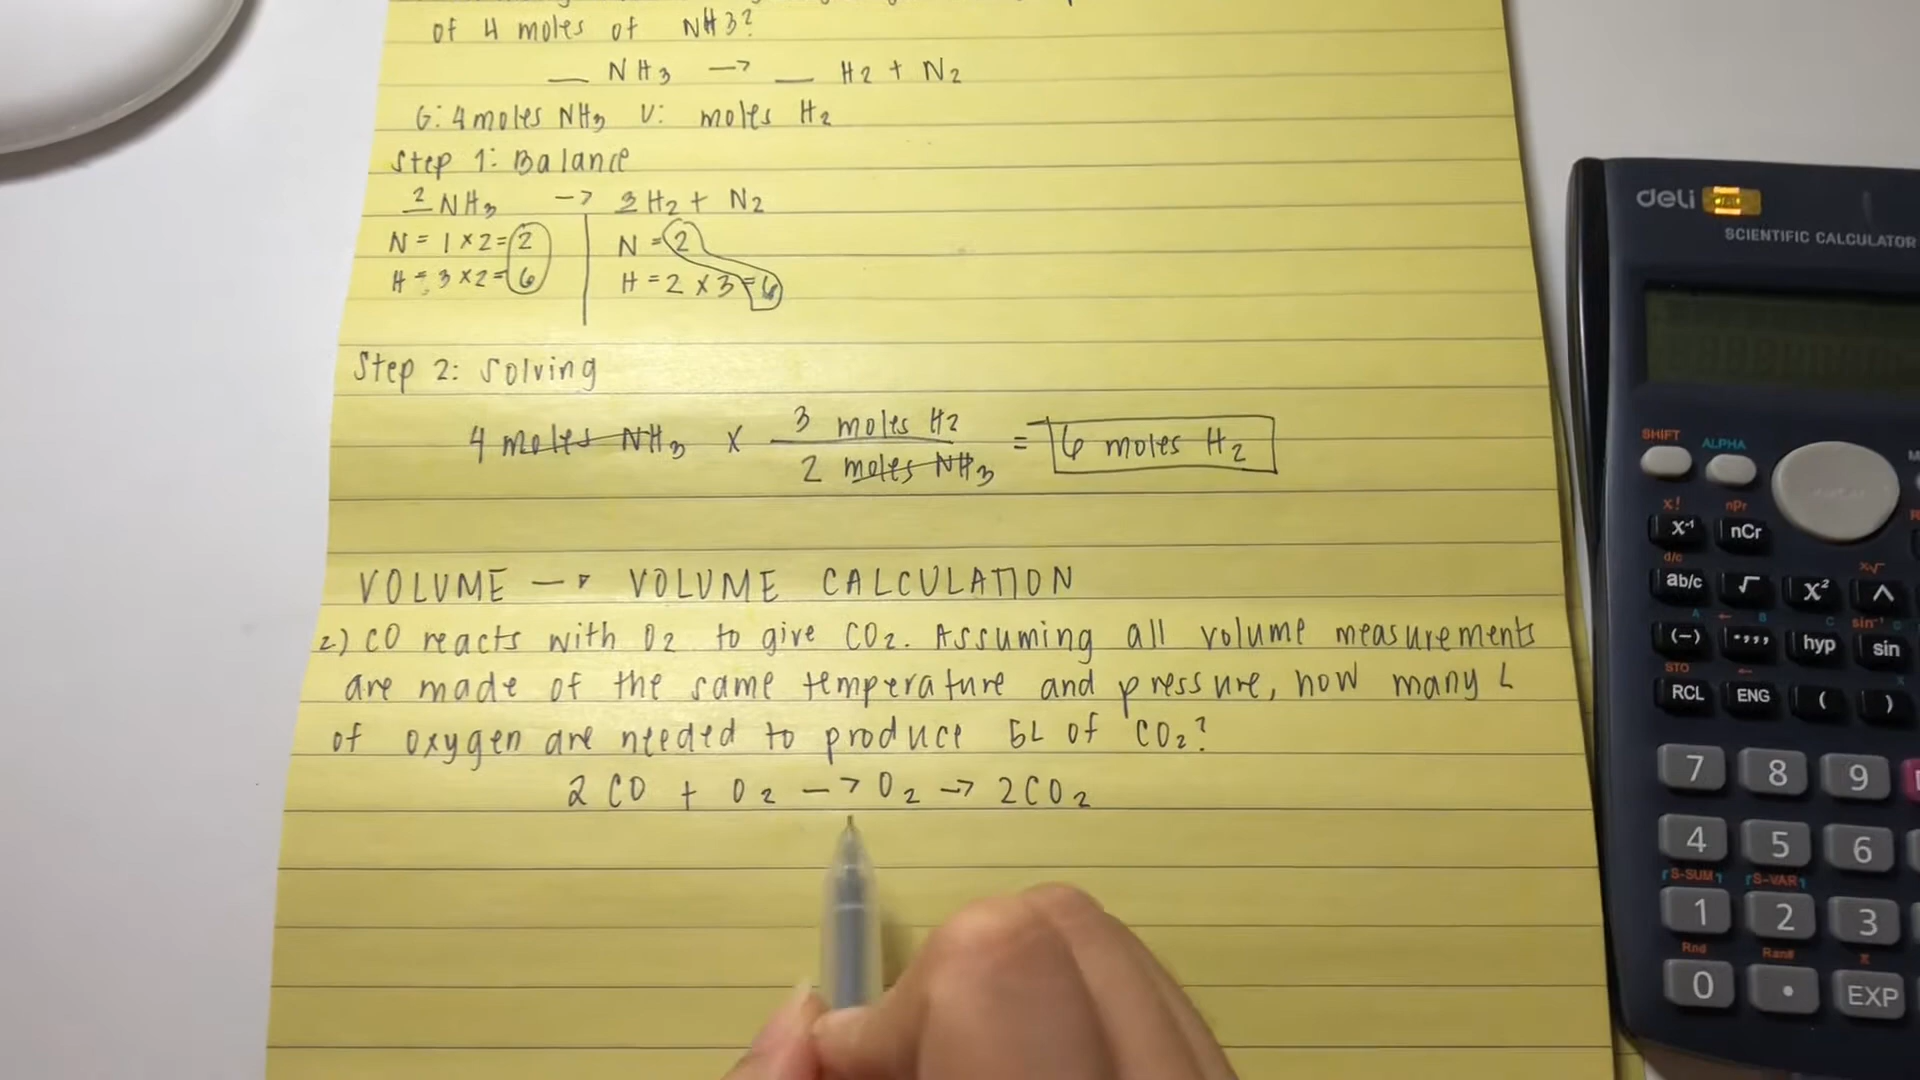 of 4 moles of NH3?
__ NH3 -> __ H2 + N2
G: 4 moles NH3 U: moles H2
Step 1: Balance
2 NH3 -> 3 H2 + N2
N = 1 x 2 = 2 N = 2
H = 3 x 2 = 6 H = 2 x 3 = 6
Step 2: Solving
4 moles NH3 x 3 moles H2 / 2 moles NH3 = 6 moles H2
VOLUME -> VOLUME CALCULATION
2) CO reacts with O2 to give CO2. Assuming all volume measurements
are made of the same temperature and pressure, how many L
of oxygen are needed to produce 5L of CO2?
2 CO + O2 -> O2 -> 2CO2
deli
SCIENTIFIC CALCULATOR
SHIFT ALPHA
x! nPr
X-1 nCr
d/c x√
ab/c √ X² ^
A B C sin-1
(-) hyp sin
STO
RCL ENG ( )
7 8 9
4 5 6
S-SUM S-VAR
1 2 3
Rnd Ran# π
0 . EXP